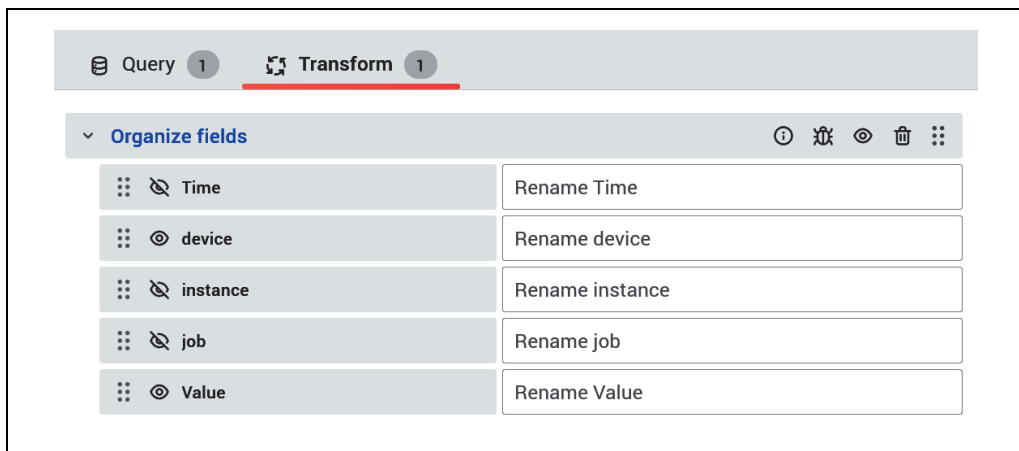 Query 1 Transform 1
Organize fields
Time Rename Time
device Rename device
instance Rename instance
job Rename job
Value Rename Value